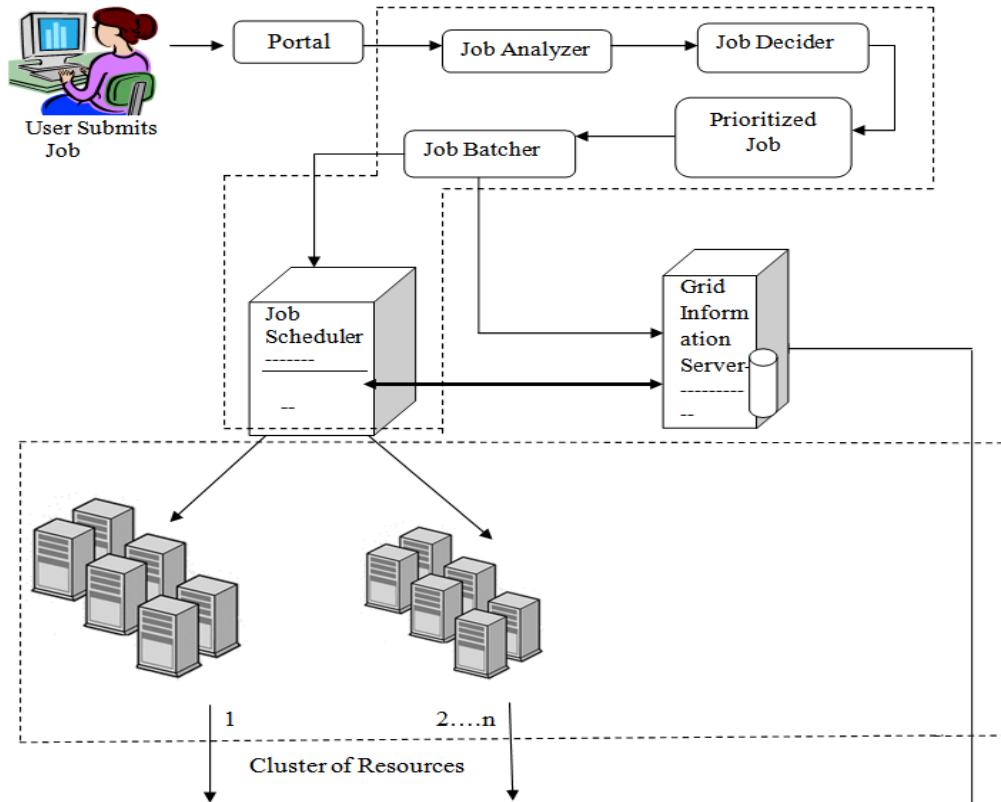 User Submits
Job
Portal
Job Analyzer
Job Decider
Prioritized
Job
Job Batcher
Job
Scheduler
-------
--
Grid
Inform
ation
Server-
---------
--
1
2....n
Cluster of Resources